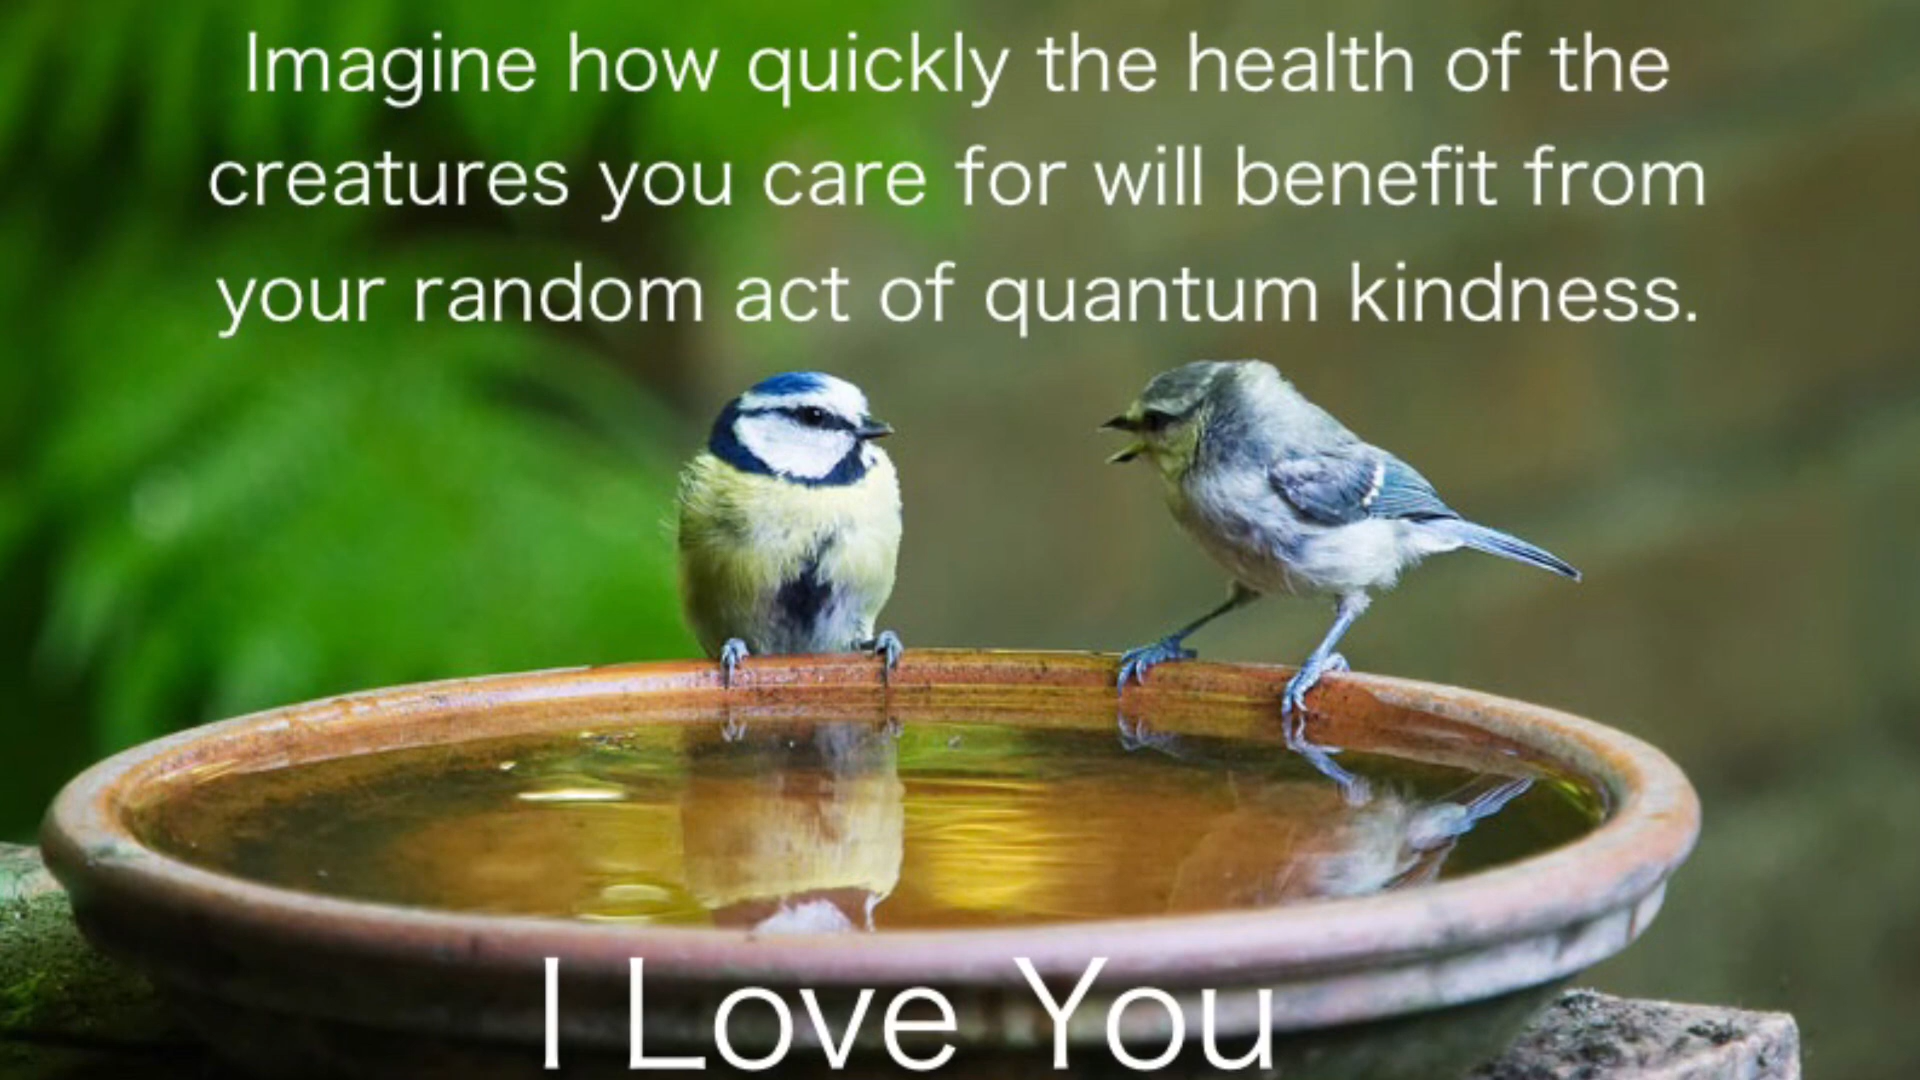 Imagine how quickly the health of the
creatures you care for will benefit from
your random act of quantum kindness.
I Love You